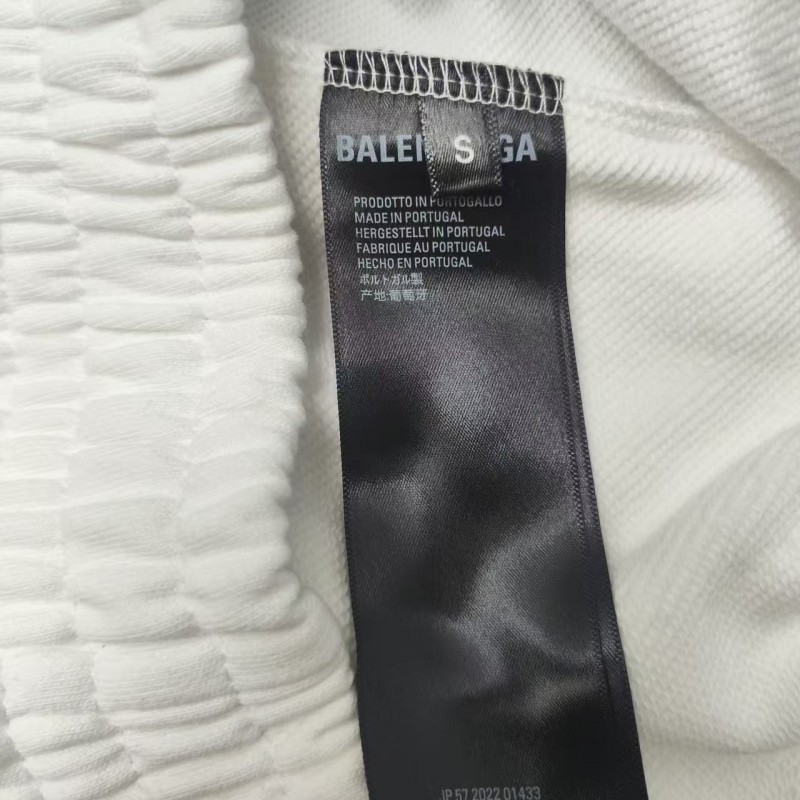 BALEN GA
S
PRODOTTO IN PORTOGALLO
MADE IN PORTUGAL
HERGESTELLT IN PORTUGAL
FABRIQUE AU PORTUGAL
HECHO EN PORTUGAL
ポルトガル製
产地:葡萄牙
IP 57 2022 01433